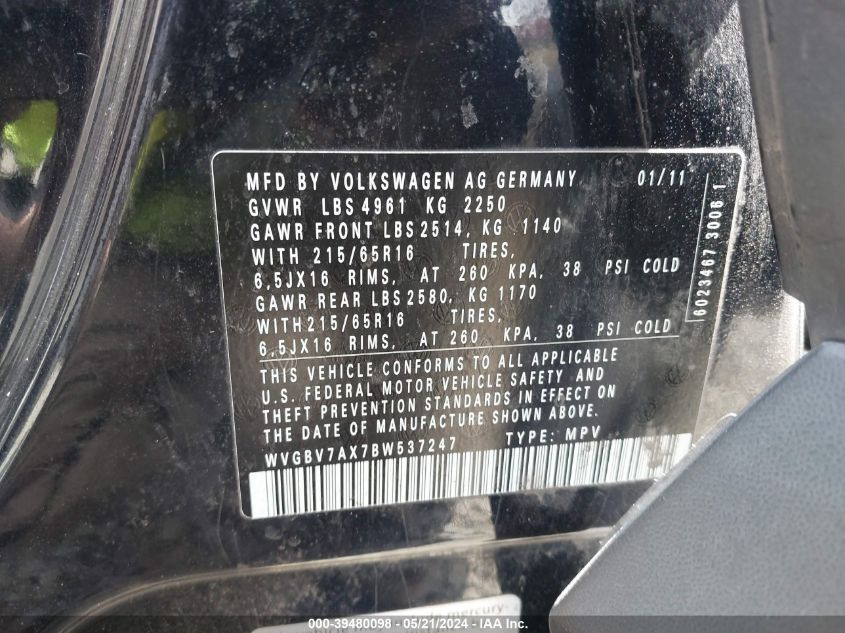 MFD BY VOLKSWAGEN AG GERMANY 01/11
GVWR LBS 4961 KG 2250
GAWR FRONT LBS 2514, KG 1140
WITH 215/65R16 TIRES,
6,5JX16 RIMS, AT 260 KPA, 38 PSI COLD
GAWR REAR LBS 2580, KG 1170
WITH 215/65R16 TIRES,
6,5JX16 RIMS, AT 260 KPA, 38 PSI COLD
THIS VEHICLE CONFORMS TO ALL APPLICABLE
U.S. FEDERAL MOTOR VEHICLE SAFETY AND
THEFT PREVENTION STANDARDS IN EFFECT ON
THE DATE OF MANUFACTURE SHOWN ABOVE.
WVGBV7AX7BW537247 TYPE: MPV
6023467 3006 1
mercury
000-39480098 - 05/21/2024 - IAA Inc.